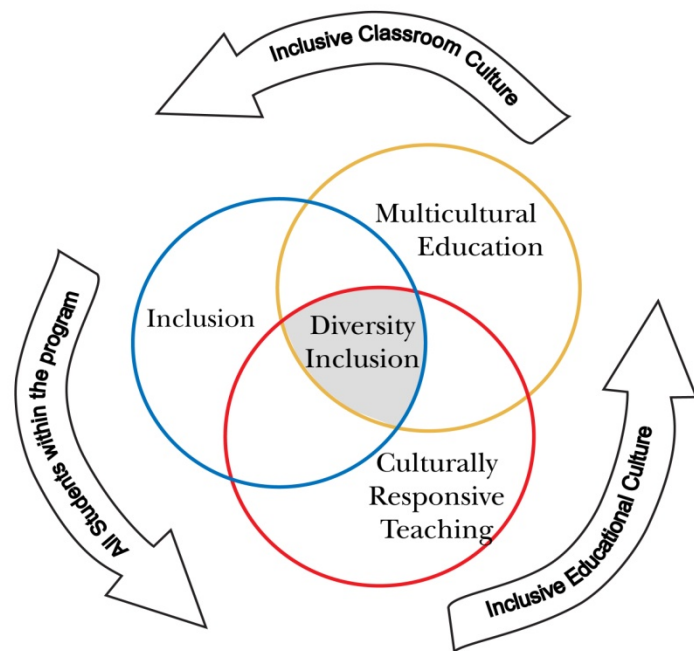 Inclusive Classroom Culture
Multicultural
Education
Inclusion
Diversity
Inclusion
All Students within the program
Culturally
Responsive
Teaching
Inclusive Educational Culture